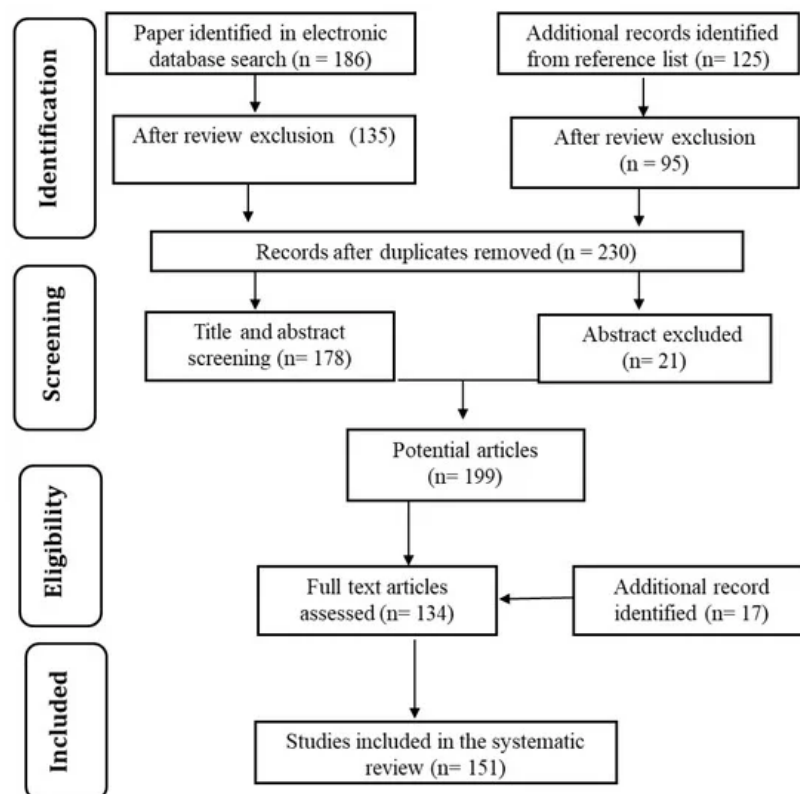 Identification
Paper identified in electronic
database search (n = 186)
Additional records identified
from reference list (n= 125)
After review exclusion (135)
After review exclusion
(n = 95)
Records after duplicates removed (n = 230)
Screening
Title and abstract
screening (n= 178)
Abstract excluded
(n= 21)
Potential articles
(n= 199)
Eligibility
Full text articles
assessed (n= 134)
Additional record
identified (n= 17)
Included
Studies included in the systematic
review (n= 151)